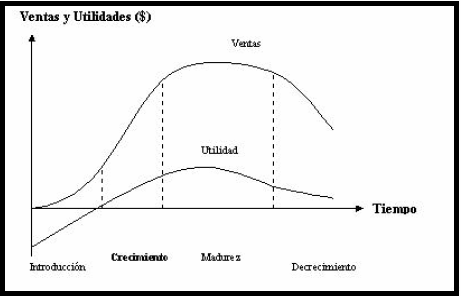 Ventas y Utilidades ($)
Ventas
Utilidad
Tiempo
Introducción
Crecimiento
Madurez
Decrecimiento